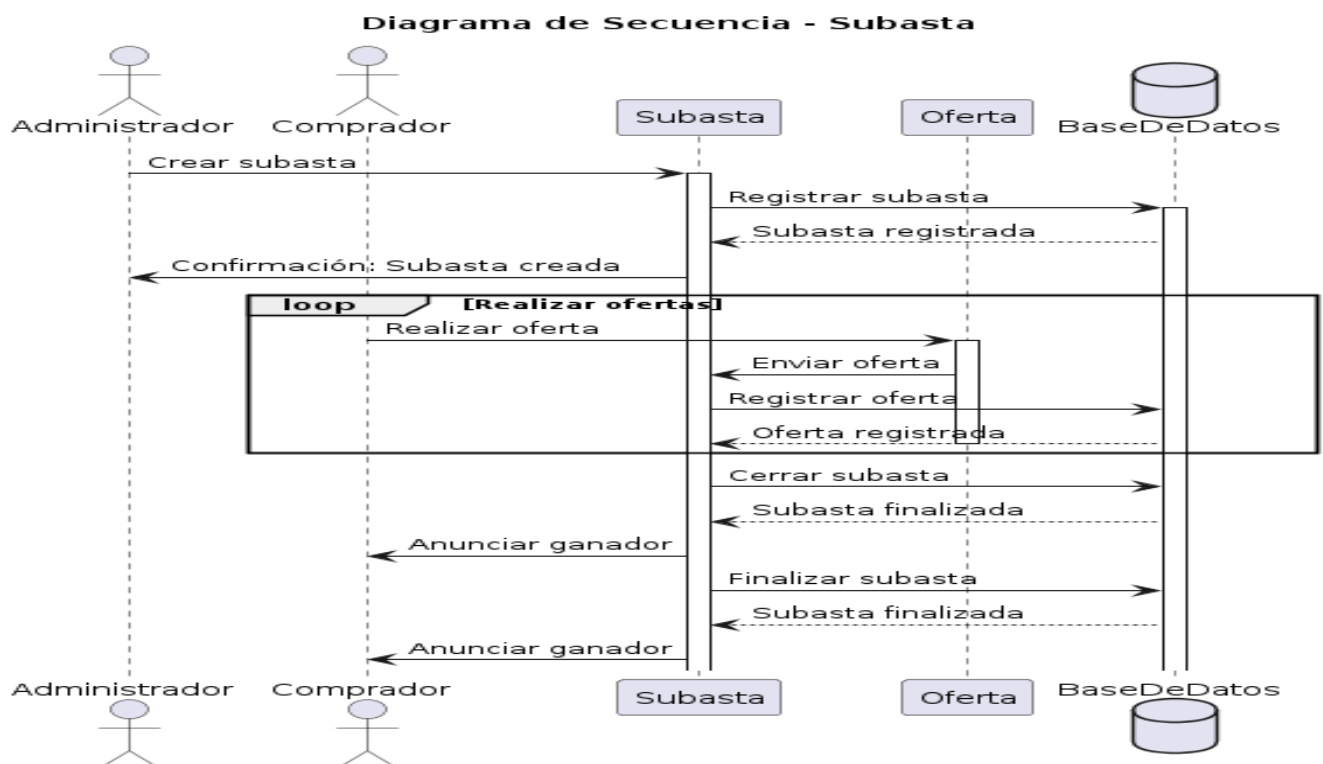 Diagrama de Secuencia - Subasta
Administrador
Comprador
Subasta
Oferta
BaseDeDatos
Crear subasta
Registrar subasta
Subasta registrada
Confirmación: Subasta creada
loop
[Realizar ofertas]
Realizar oferta
Enviar oferta
Registrar oferta
Oferta registrada
Cerrar subasta
Subasta finalizada
Anunciar ganador
Finalizar subasta
Subasta finalizada
Anunciar ganador
Administrador
Comprador
Subasta
Oferta
BaseDeDatos